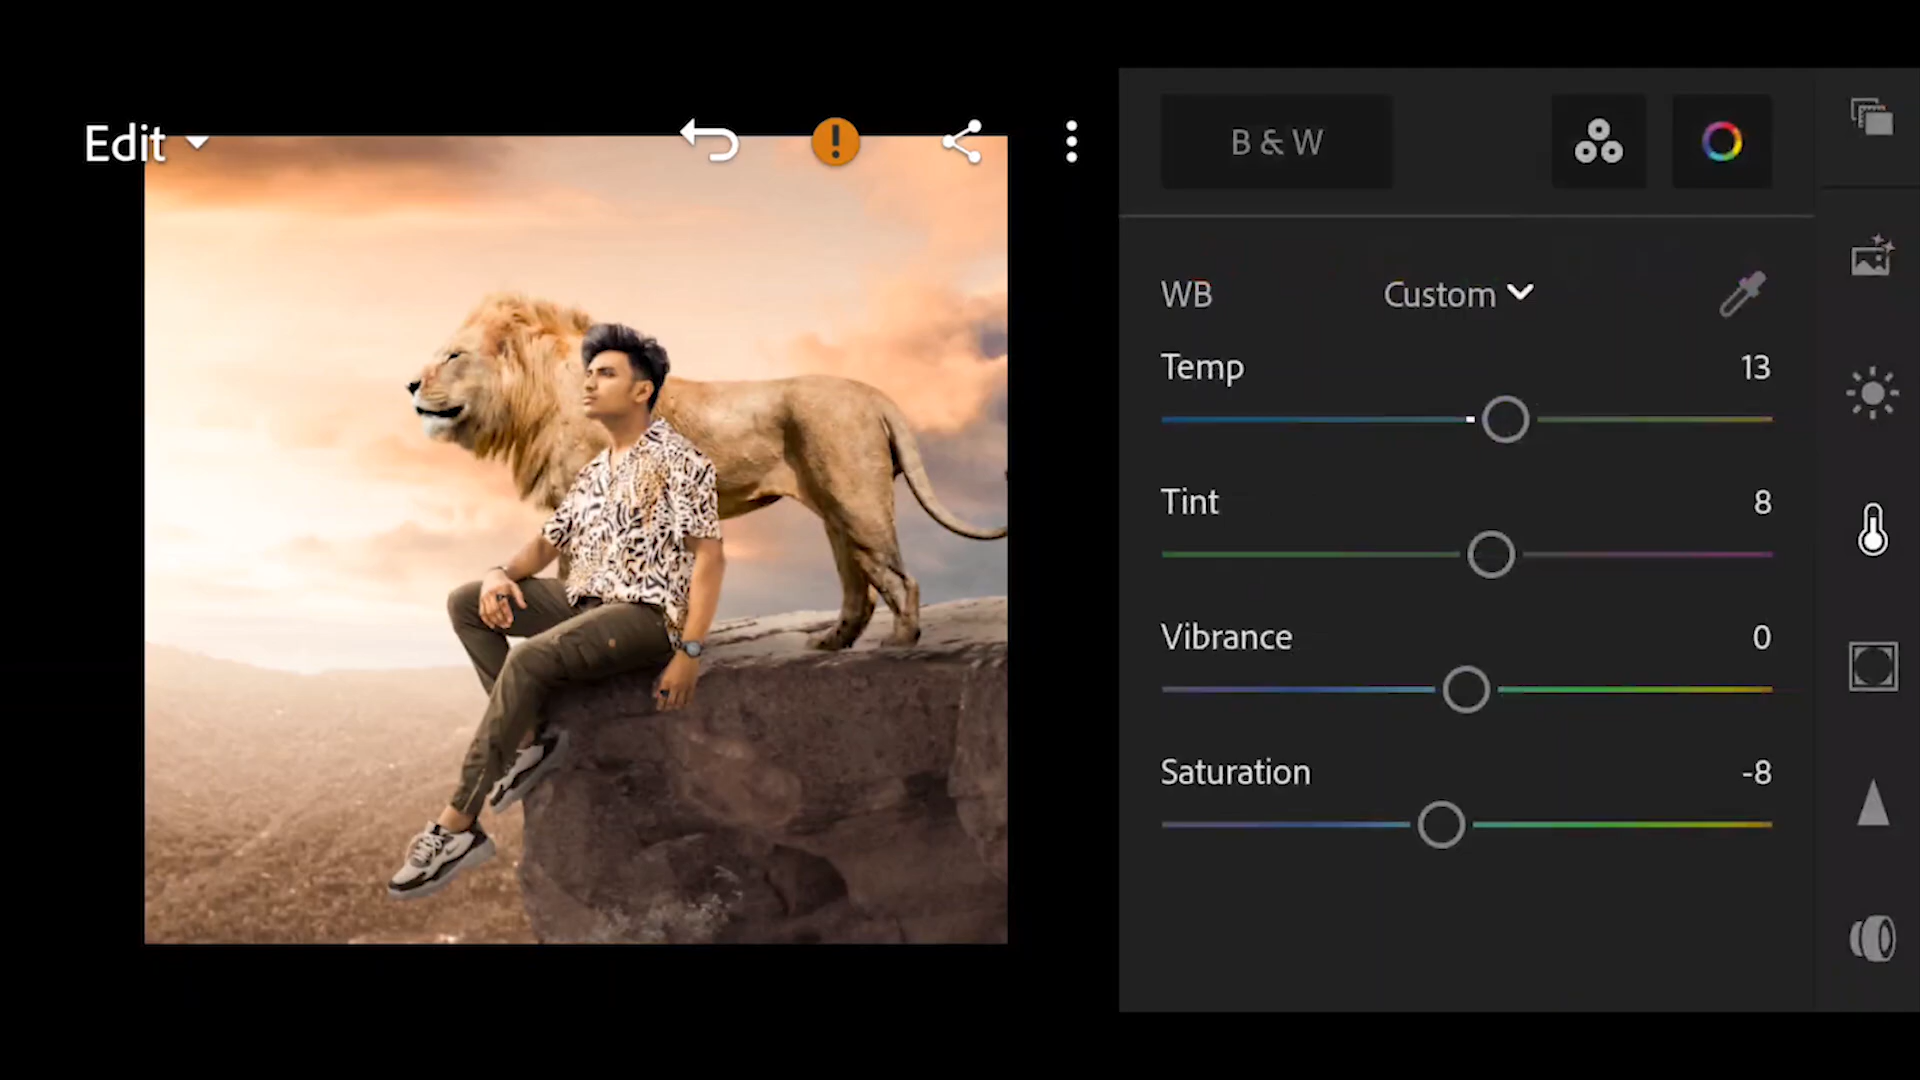 Edit
B & W
WB Custom
Temp 13
Tint 8
Vibrance 0
Saturation -8